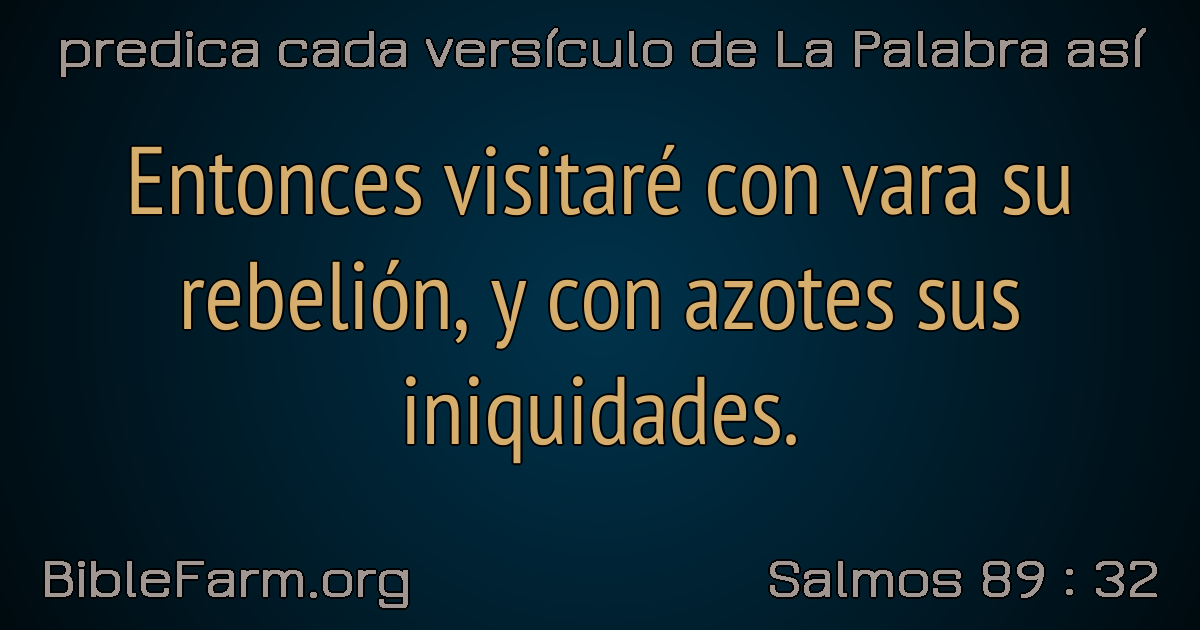 predica cada versículo de La Palabra así
Entonces visitaré con vara su
rebelión, y con azotes sus
iniquidades.
BibleFarm.org
Salmos 89 : 32